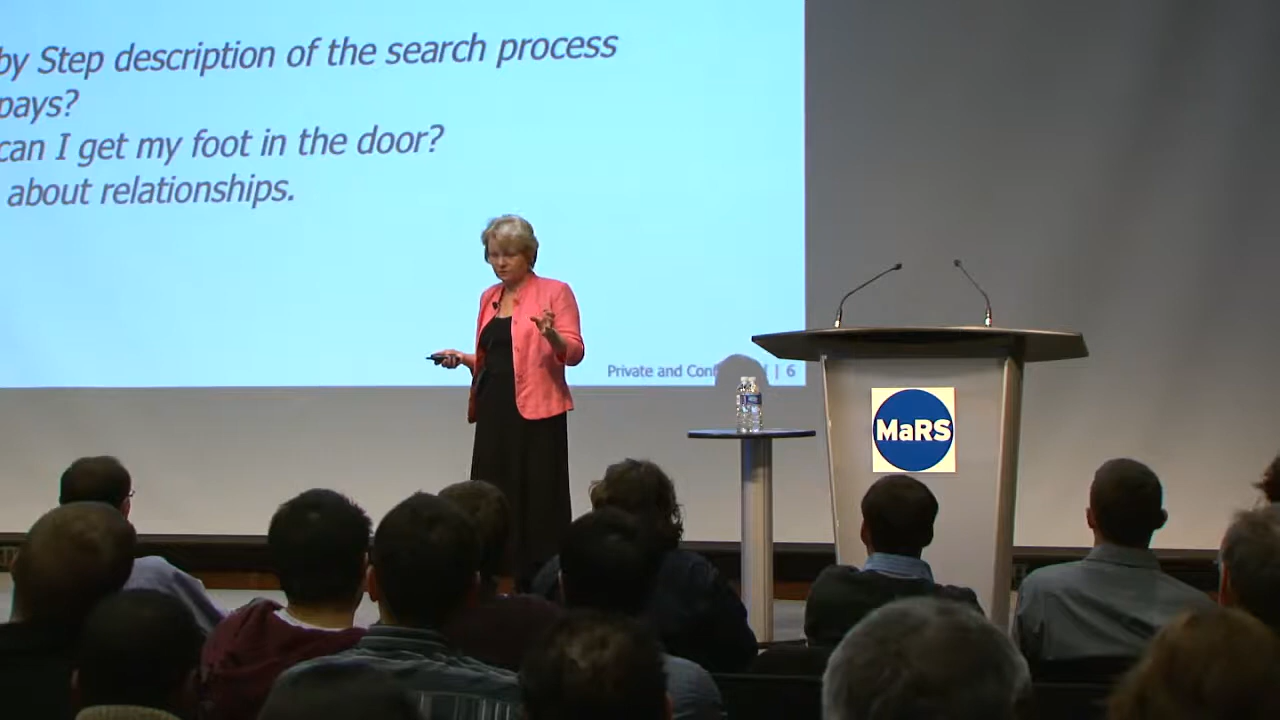 by Step description of the search process
pays?
can I get my foot in the door?
about relationships.
Private and | 6
MaRS